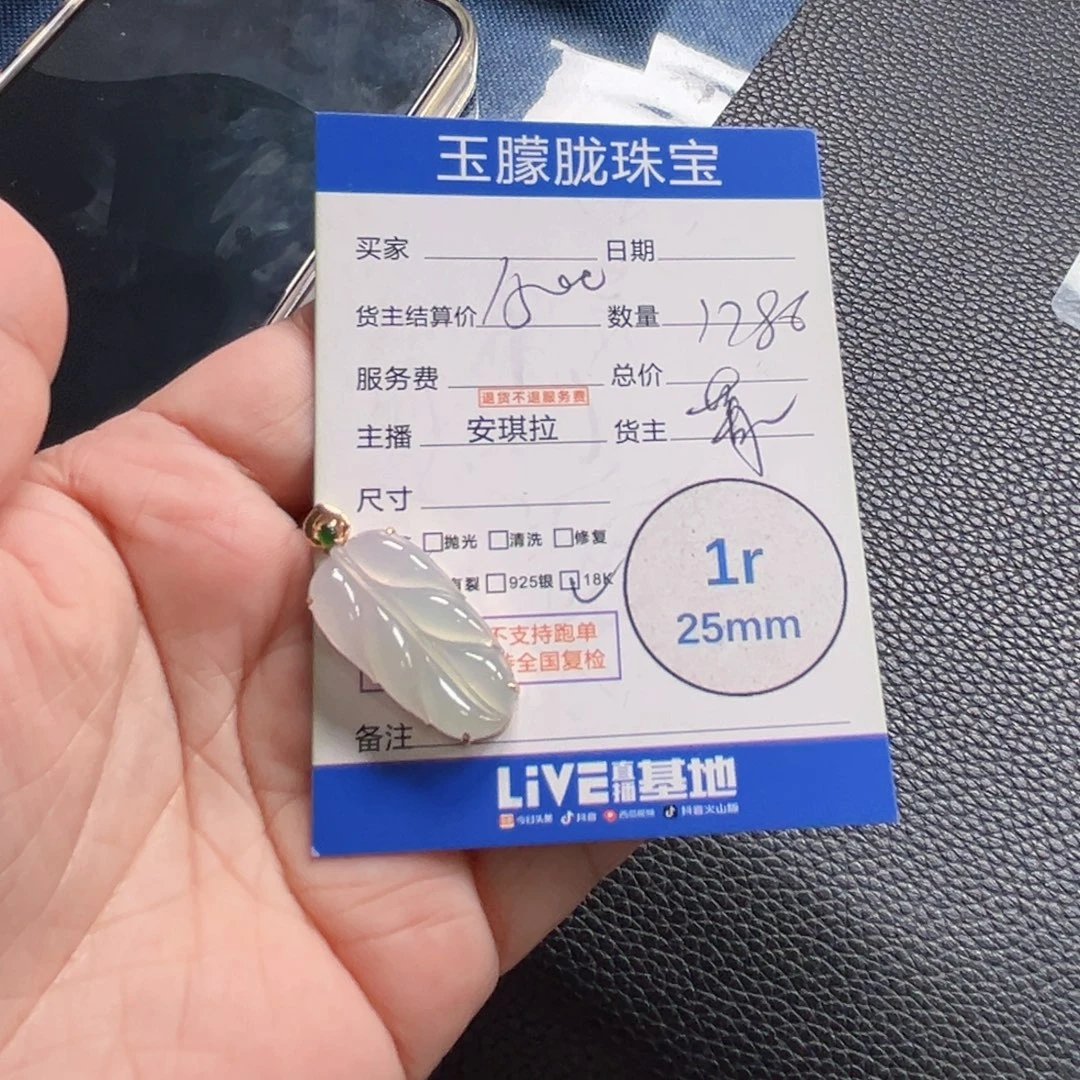 玉朦胧珠宝
买家 日期
货主结算价 数量 1286
服务费 总价
退货不退服务费
主播 安琪拉 货主
尺寸
抛光 清洗 修复
裂 925银 18K
1r
25mm
不支持跑单
全国复检
备注
LiVE直播基地
今日头条 抖音 西瓜视频 抖音火山版